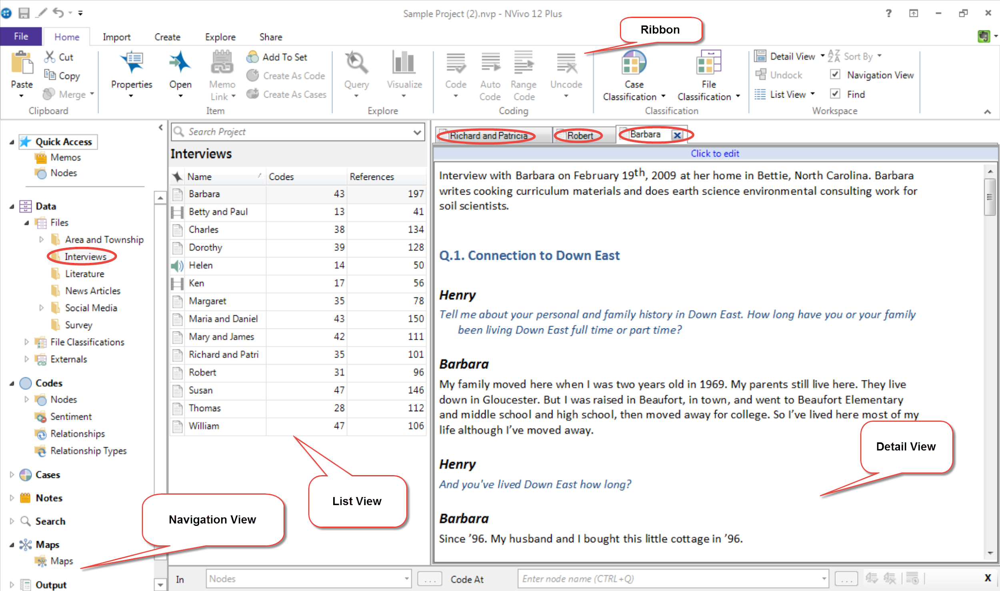 Sample Project (2).nvp - NVivo 12 Plus
?
File
Home
Import
Create
Explore
Share
Ribbon
Paste
Cut
Copy
Merge
Clipboard
Properties
Open
Memo
Link
Add To Set
Create As Code
Create As Cases
Item
Query
Visualize
Explore
Code
Auto
Code
Range
Code
Uncode
Coding
Case
Classification
File
Classification
Classification
Detail View
Undock
List View
Sort By
Navigation View
Find
Workspace
Quick Access
Memos
Nodes
Data
Files
Area and Township
Interviews
Literature
News Articles
Social Media
Survey
File Classifications
Externals
Codes
Nodes
Sentiment
Relationships
Relationship Types
Cases
Notes
Search
Maps
Maps
Output
Navigation View
Search Project
Interviews
Name Codes References
Barbara 43 197
Betty and Paul 13 41
Charles 38 134
Dorothy 39 128
Helen 14 50
Ken 17 56
Margaret 35 78
Maria and Daniel 43 150
Mary and James 42 111
Richard and Patri 35 101
Robert 31 96
Susan 47 146
Thomas 28 112
William 47 106
List View
Richard and Patricia
Robert
Barbara
Click to edit
Interview with Barbara on February 19th, 2009 at her home in Bettie, North Carolina. Barbara
writes cooking curriculum materials and does earth science environmental consulting work for
soil scientists.
Q.1. Connection to Down East
Henry
Tell me about your personal and family history in Down East. How long have you or your family
been living Down East full time or part time?
Barbara
My family moved here when I was two years old in 1969. My parents still live here. They live
down in Gloucester. But I was raised in Beaufort, in town, and went to Beaufort Elementary
and middle school and high school, then moved away for college. So I’ve lived here most of my
life although I’ve moved away.
Henry
And you've lived Down East how long?
Barbara
Since ’96. My husband and I bought this little cottage in ’96.
Detail View
In
Nodes
...
Code At
Enter node name (CTRL+Q)
...
X